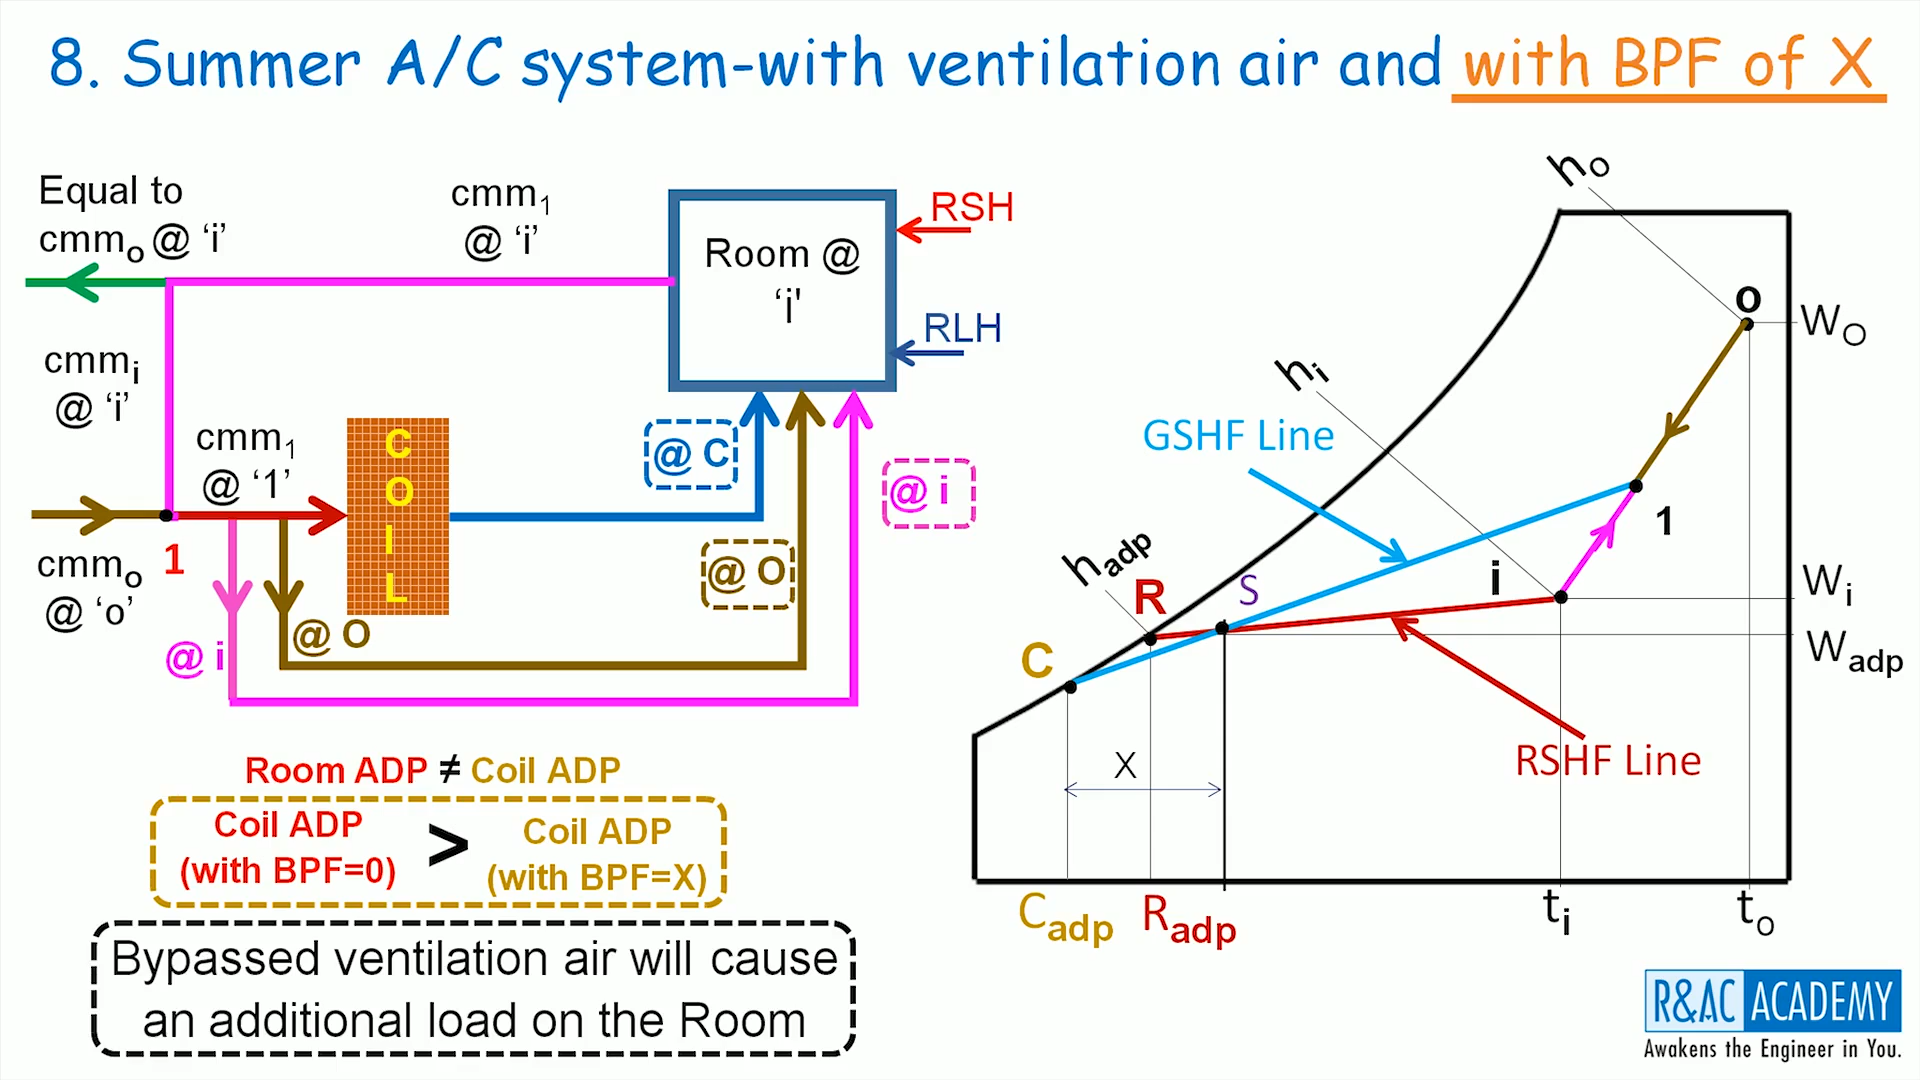 8. Summer A/C system-with ventilation air and with BPF of X
Equal to
cmmo @ ‘i’
cmm1
@ ‘i’
Room @
‘i'
RSH
RLH
cmmi
@ ‘i’
cmm1
@ ‘1’
COIL
@ C
@ O
@ i
cmmo
@ ‘o’
1
@ i
@ O
Room ADP ≠ Coil ADP
Coil ADP
(with BPF=0)
>
Coil ADP
(with BPF=X)
Bypassed ventilation air will cause
an additional load on the Room
ho
o
WO
hi
GSHF Line
1
hadp
R
S
i
Wi
C
Wadp
X
RSHF Line
Cadp
Radp
ti
to
R&AC ACADEMY
Awakens the Engineer in You.